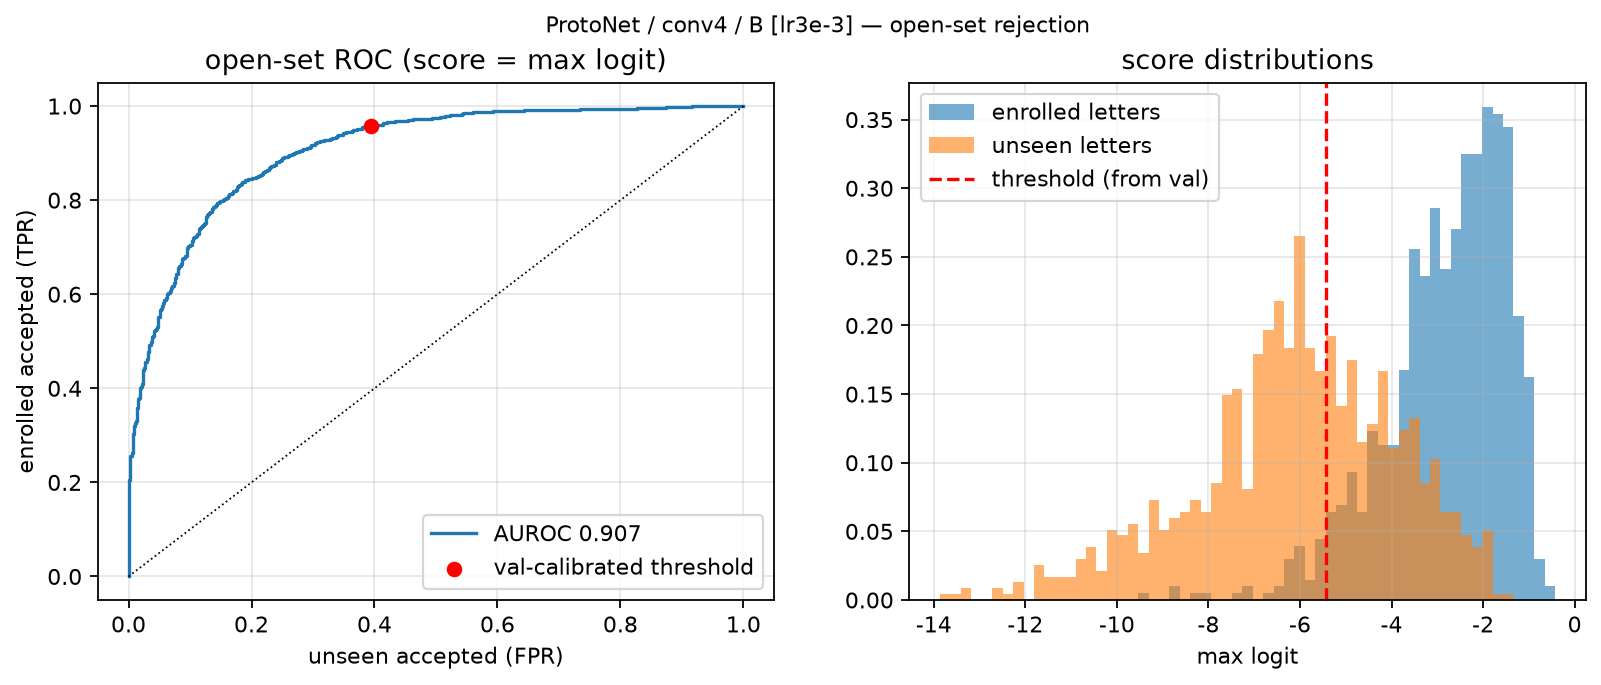 ProtoNet / conv4 / B [lr3e-3] — open-set rejection
open-set ROC (score = max logit)
1.0
0.8
0.6
0.4
0.2
0.0
enrolled accepted (TPR)
AUROC 0.907
val-calibrated threshold
0.0 0.2 0.4 0.6 0.8 1.0
unseen accepted (FPR)
score distributions
enrolled letters
unseen letters
threshold (from val)
0.35
0.30
0.25
0.20
0.15
0.10
0.05
0.00
-14 -12 -10 -8 -6 -4 -2 0
max logit